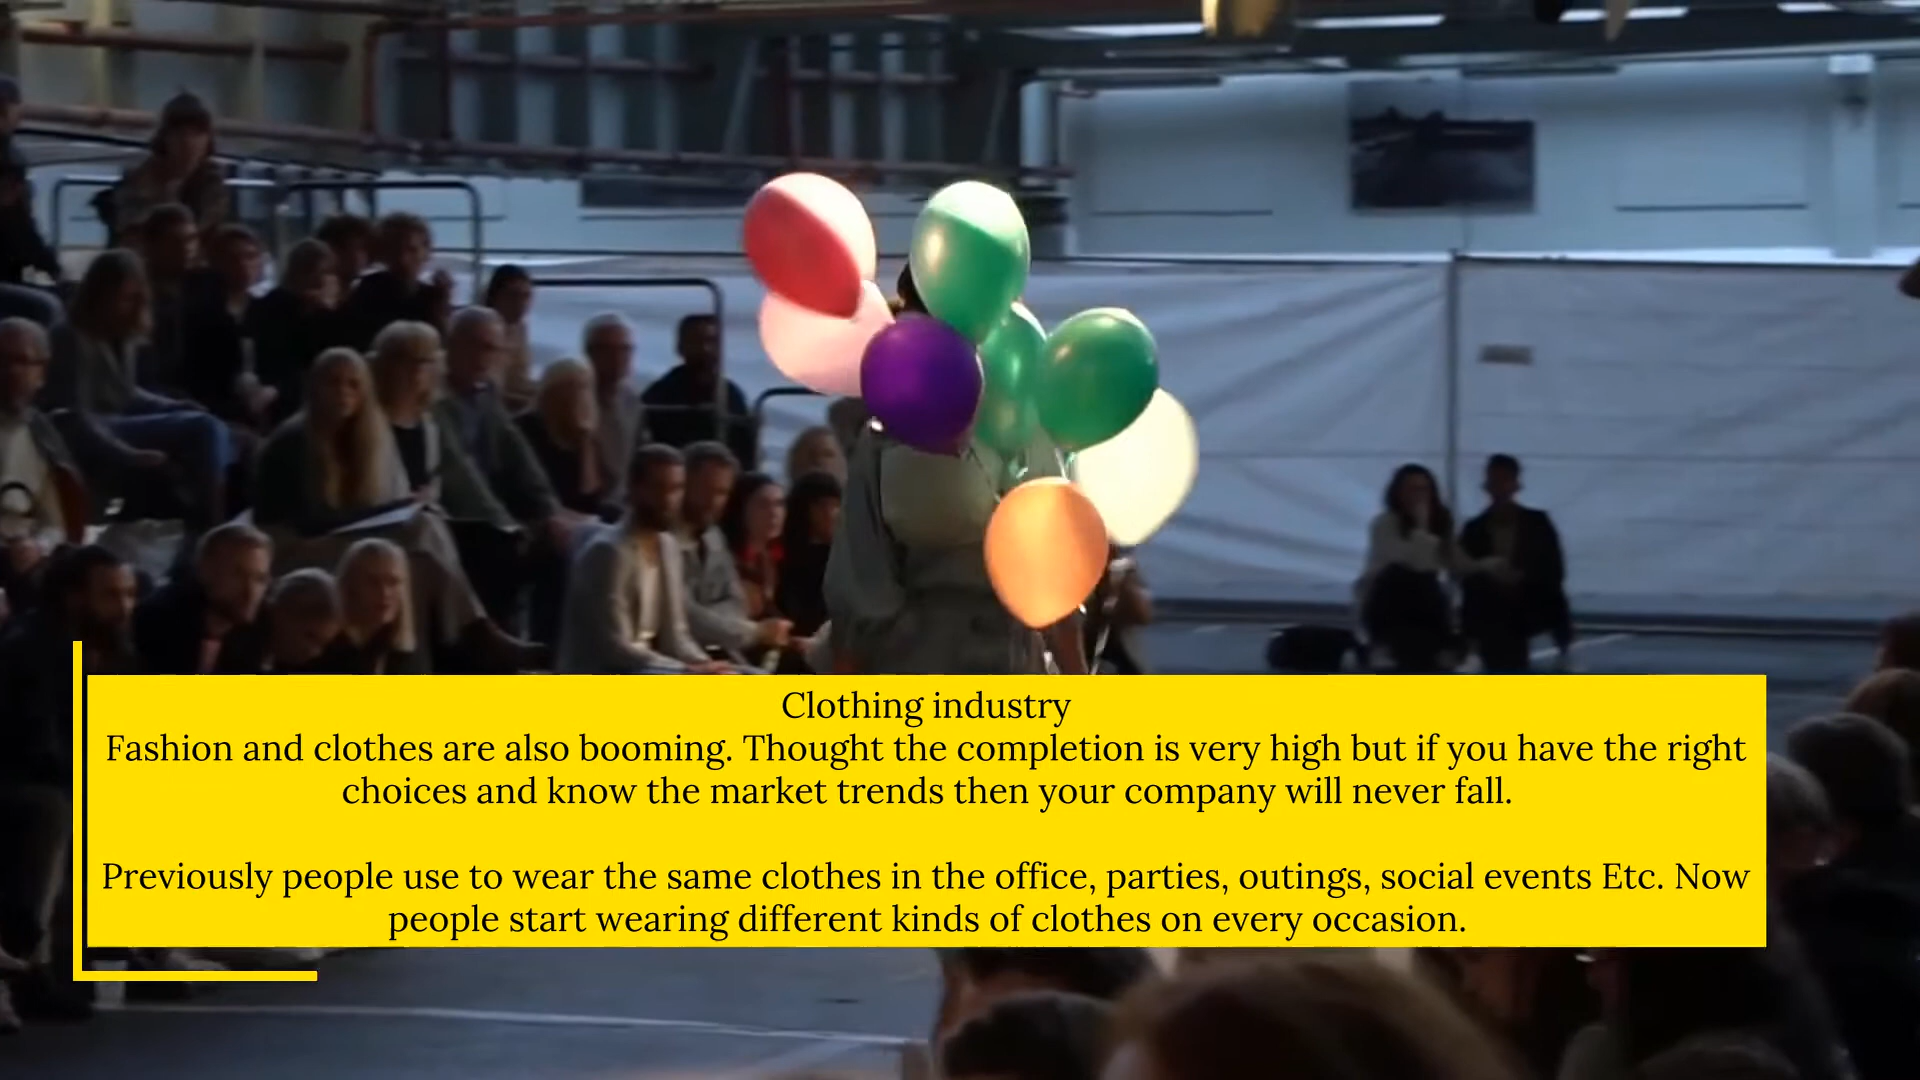 Clothing industry
Fashion and clothes are also booming. Thought the completion is very high but if you have the right
choices and know the market trends then your company will never fall.
Previously people use to wear the same clothes in the office, parties, outings, social events Etc. Now
people start wearing different kinds of clothes on every occasion.